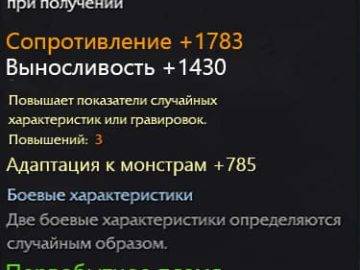 при получении
Сопротивление +1783
Выносливость +1430
Повышает показатели случайных
характеристик или гравировок.
Повышений: 3
Адаптация к монстрам +785
Боевые характеристики
Две боевые характеристики определяются
случайным образом.